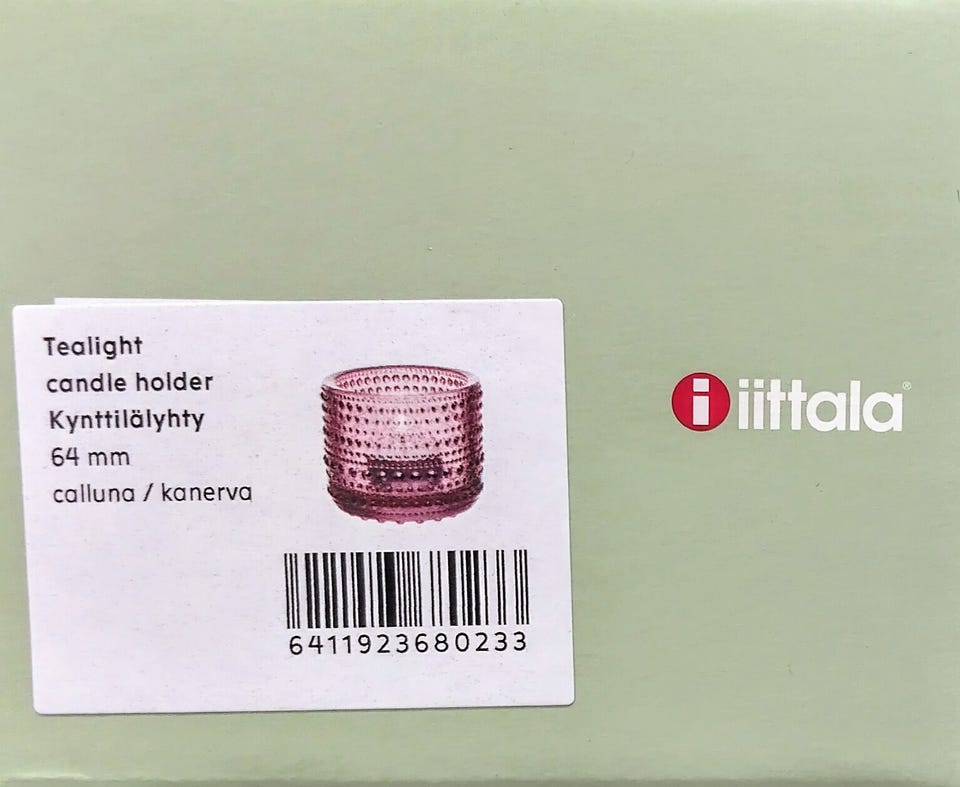 Tealight
candle holder
Kynttilälyhty
64 mm
calluna / kanerva
6411923680233
i iittala®